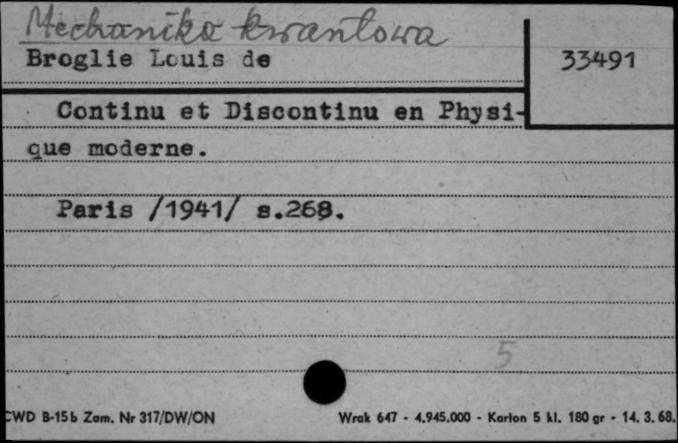 Mechanika kwantowa
Broglie Louis de
33491
Continu et Discontinu en Physi-
que moderne.
Paris /1941/ s.268.
5
CWD B-15b Zam. Nr 317/DW/ON
Wrak 647 - 4.945.000 - Karton 5 kl. 180 gr - 14. 3. 68.